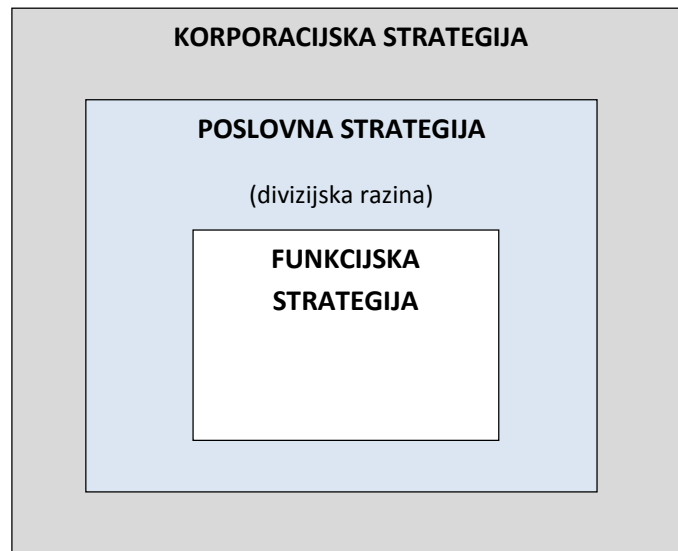 KORPORACIJSKA STRATEGIJA
POSLOVNA STRATEGIJA
(divizijska razina)
FUNKCIJSKA
STRATEGIJA